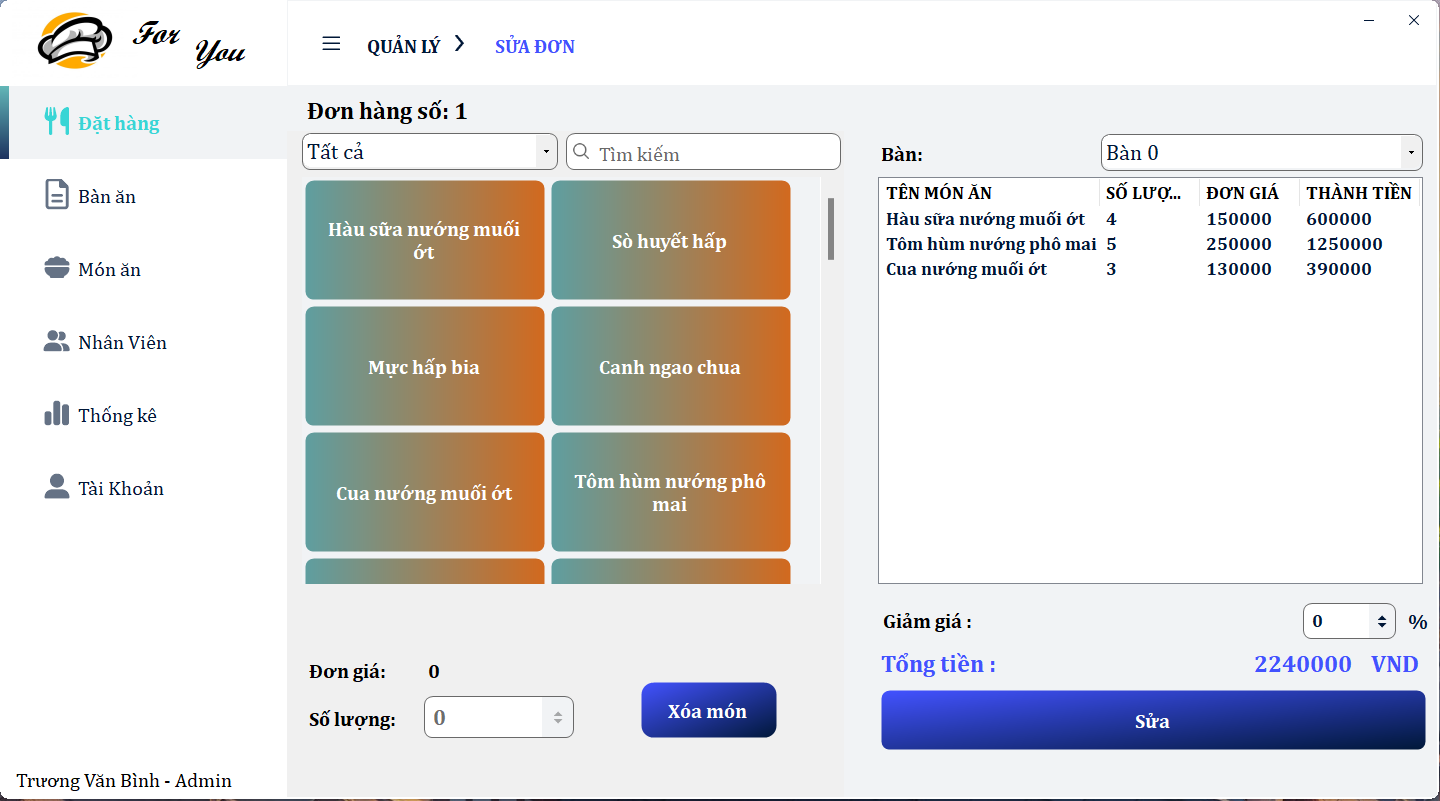 For
You
QUẢN LÝ
SỬA ĐƠN
Đặt hàng
Bàn ăn
Món ăn
Nhân Viên
Thống kê
Tài Khoản
Trương Văn Bình - Admin
Đơn hàng số: 1
Tất cả
Tìm kiếm
Hàu sữa nướng muối
ớt
Sò huyết hấp
Mực hấp bia
Canh ngao chua
Cua nướng muối ớt
Tôm hùm nướng phô
mai
Đơn giá: 0
Số lượng: 0
Xóa món
Bàn: Bàn 0
TÊN MÓN ĂN SỐ LƯỢ... ĐƠN GIÁ THÀNH TIỀN
Hàu sữa nướng muối ớt 4 150000 600000
Tôm hùm nướng phô mai 5 250000 1250000
Cua nướng muối ớt 3 130000 390000
Giảm giá : 0 %
Tổng tiền : 2240000 VND
Sửa